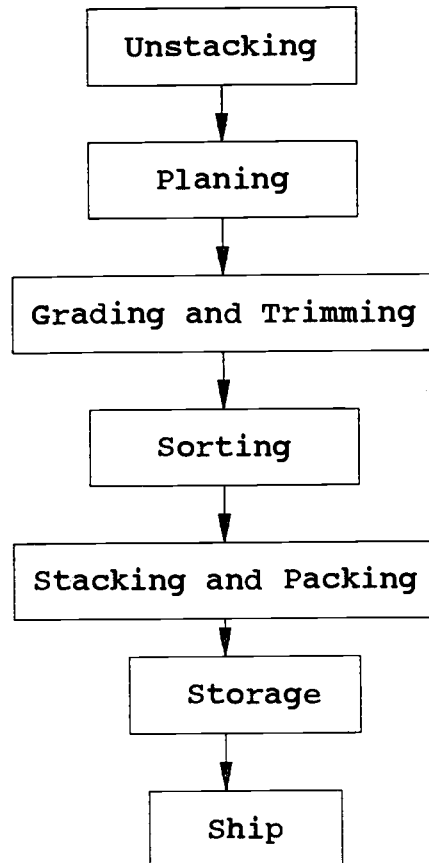 Unstacking
Planing
Grading and Trimming
Sorting
Stacking and Packing
Storage
Ship